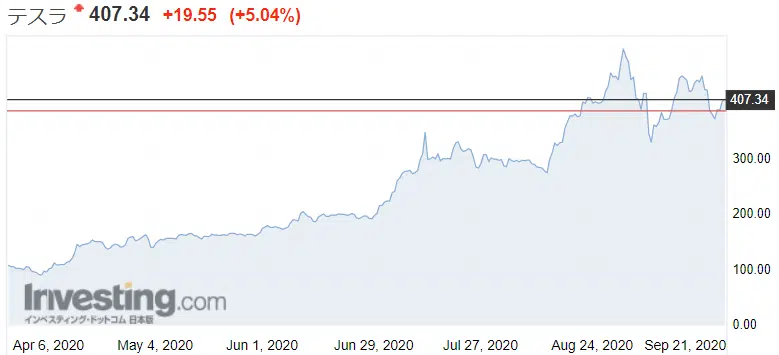 テスラ 407.34 +19.55 (+5.04%)
407.34
300.00
200.00
100.00
0.00
Investing.com
インベスティング・ドットコム 日本版
Apr 6, 2020 May 4, 2020 Jun 1, 2020 Jun 29, 2020 Jul 27, 2020 Aug 24, 2020 Sep 21, 2020